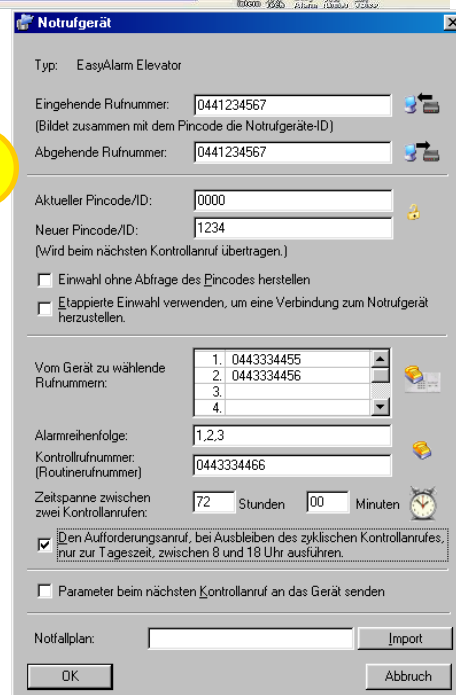 Notrufgerät
Typ: EasyAlarm Elevator
Eingehende Rufnummer: 0441234567
(Bildet zusammen mit dem Pincode die Notrufgeräte-ID)
Abgehende Rufnummer: 0441234567
Aktueller Pincode/ID: 0000
Neuer Pincode/ID: 1234
(Wird beim nächsten Kontrollanruf übertragen.)
Einwahl ohne Abfrage des Pincodes herstellen
Etappierte Einwahl verwenden, um eine Verbindung zum Notrufgerät
herzustellen.
Vom Gerät zu wählende
Rufnummern:
1. 0443334455
2. 0443334456
3.
4.
Alarmreihenfolge: 1,2,3
Kontrollrufnummer:
(Routinerufnummer)
0443334466
Zeitspanne zwischen
zwei Kontrollanrufen:
72 Stunden 00 Minuten
Den Aufforderungsanruf, bei Ausbleiben des zyklischen Kontrollanrufes,
nur zur Tageszeit, zwischen 8 und 18 Uhr ausführen.
Parameter beim nächsten Kontrollanruf an das Gerät senden
Notfallplan: Import
OK Abbruch